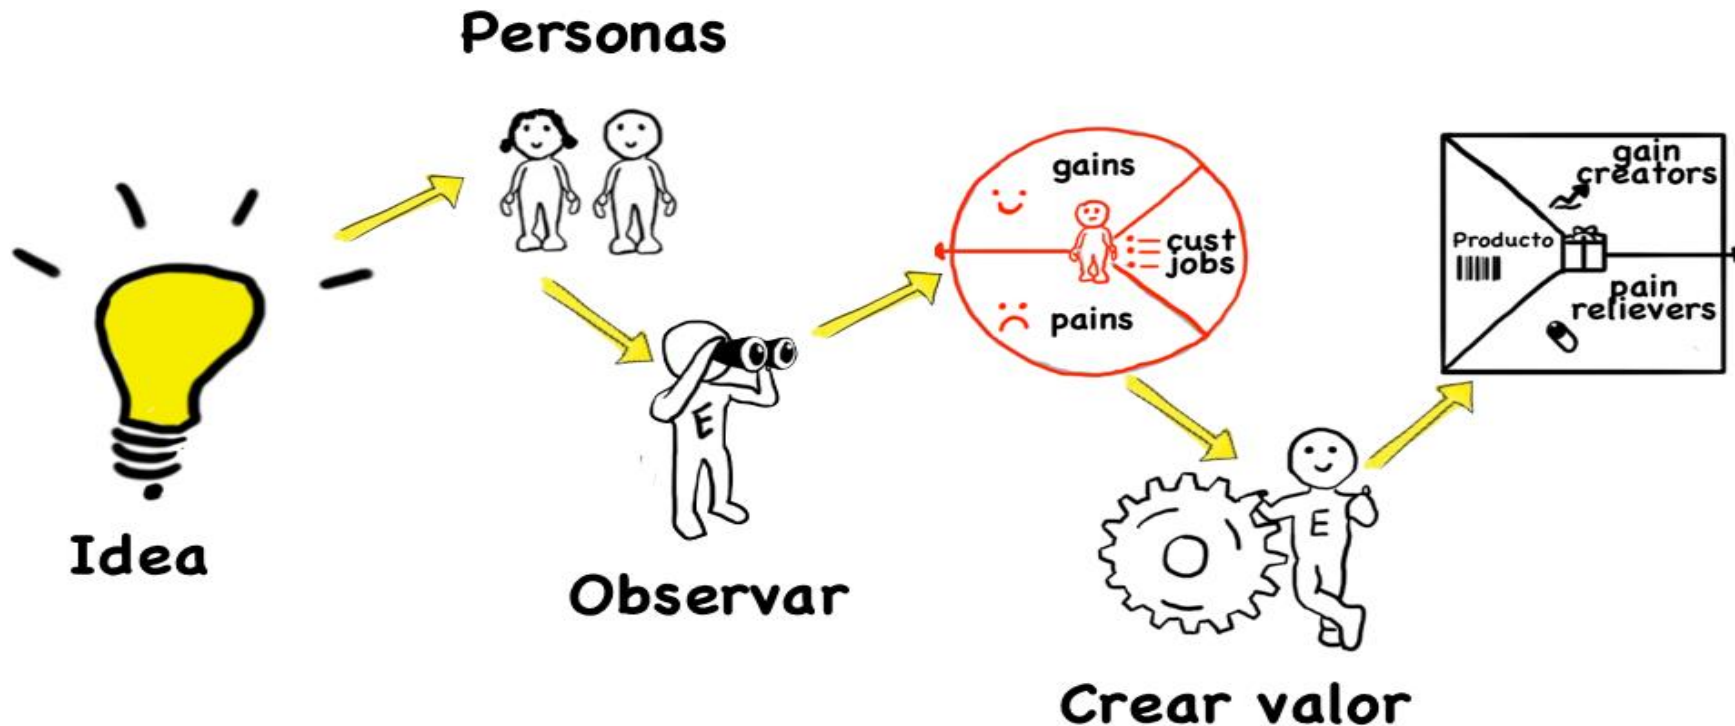 Personas
Idea
E
Observar
gains
cust
jobs
pains
E
Crear valor
gain
creators
Producto
pain
relievers